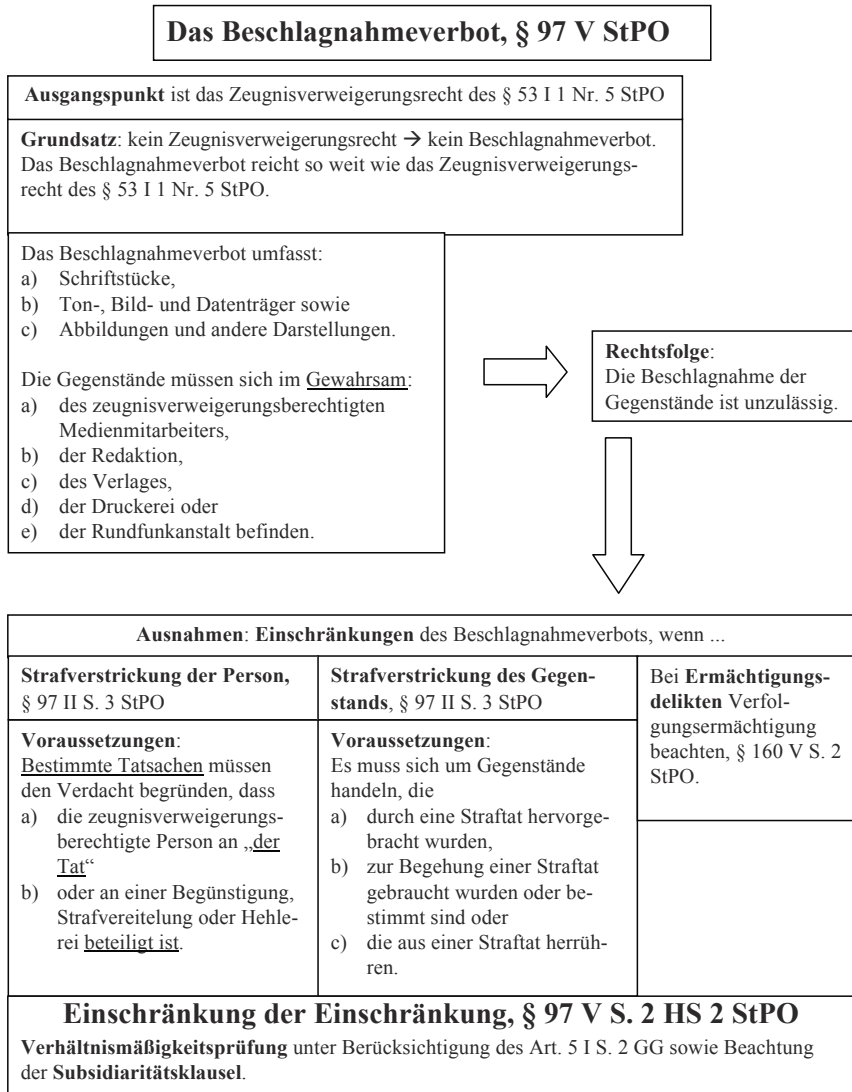 Das Beschlagnahmeverbot, § 97 V StPO
Ausgangspunkt ist das Zeugnisverweigerungsrecht des § 53 I 1 Nr. 5 StPO
Grundsatz: kein Zeugnisverweigerungsrecht → kein Beschlagnahmeverbot.
Das Beschlagnahmeverbot reicht so weit wie das Zeugnisverweigerungs-
recht des § 53 I 1 Nr. 5 StPO.
Das Beschlagnahmeverbot umfasst:
a) Schriftstücke,
b) Ton-, Bild- und Datenträger sowie
c) Abbildungen und andere Darstellungen.
Die Gegenstände müssen sich im Gewahrsam:
a) des zeugnisverweigerungsberechtigten
Medienmitarbeiters,
b) der Redaktion,
c) des Verlages,
d) der Druckerei oder
e) der Rundfunkanstalt befinden.
Rechtsfolge:
Die Beschlagnahme der
Gegenstände ist unzulässig.
Ausnahmen: Einschränkungen des Beschlagnahmeverbots, wenn ...
Strafverstrickung der Person,
§ 97 II S. 3 StPO
Voraussetzungen:
Bestimmte Tatsachen müssen
den Verdacht begründen, dass
a) die zeugnisverweigerungs-
berechtigte Person an „der
Tat“
b) oder an einer Begünstigung,
Strafvereitelung oder Hehle-
rei beteiligt ist.
Strafverstrickung des Gegen-
stands, § 97 II S. 3 StPO
Voraussetzungen:
Es muss sich um Gegenstände
handeln, die
a) durch eine Straftat hervorge-
bracht wurden,
b) zur Begehung einer Straftat
gebraucht wurden oder be-
stimmt sind oder
c) die aus einer Straftat herrüh-
ren.
Bei Ermächtigungs-
delikten Verfol-
gungsermächtigung
beachten, § 160 V S. 2
StPO.
Einschränkung der Einschränkung, § 97 V S. 2 HS 2 StPO
Verhältnismäßigkeitsprüfung unter Berücksichtigung des Art. 5 I S. 2 GG sowie Beachtung
der Subsidiaritätsklausel.